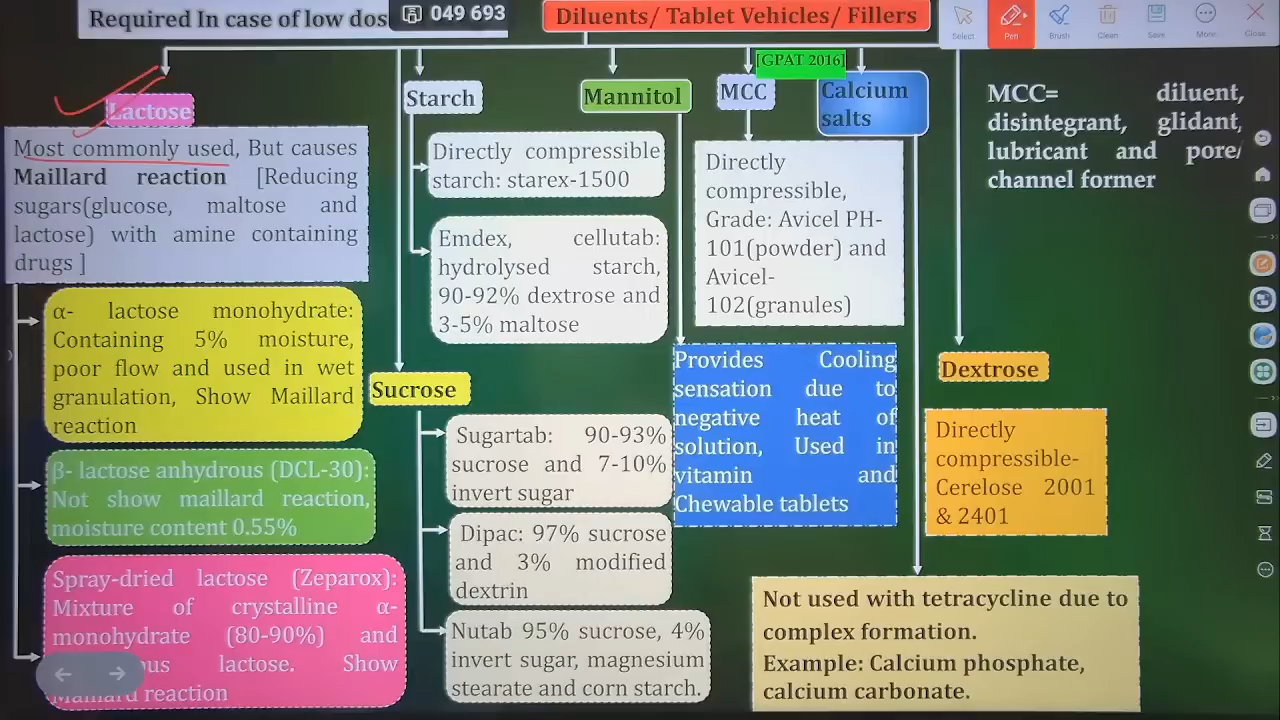 Required In case of low dos
049 693
Diluents/ Tablet Vehicles/ Fillers
Select
Pen
Brush
Clean
Save
More
Close
[GPAT 2016]
Lactose
Most commonly used, But causes
Maillard reaction [Reducing
sugars(glucose, maltose and
lactose) with amine containing
drugs ]
α- lactose monohydrate:
Containing 5% moisture,
poor flow and used in wet
granulation, Show Maillard
reaction
β- lactose anhydrous (DCL-30):
Not show maillard reaction,
moisture content 0.55%
Spray-dried lactose (Zeparox):
Mixture of crystalline α-
monohydrate (80-90%) and
lactose. Show
reaction
Starch
Directly compressible
starch: starex-1500
Emdex, cellutab:
hydrolysed starch,
90-92% dextrose and
3-5% maltose
Sucrose
Sugartab: 90-93%
sucrose and 7-10%
invert sugar
Dipac: 97% sucrose
and 3% modified
dextrin
Nutab 95% sucrose, 4%
invert sugar, magnesium
stearate and corn starch.
Mannitol
Provides Cooling
sensation due to
negative heat of
solution, Used in
vitamin and
Chewable tablets
MCC
Directly
compressible,
Grade: Avicel PH-
101(powder) and
Avicel-
102(granules)
Calcium
salts
Not used with tetracycline due to
complex formation.
Example: Calcium phosphate,
calcium carbonate.
Dextrose
Directly
compressible-
Cerelose 2001
& 2401
MCC= diluent,
disintegrant, glidant,
lubricant and pore/
channel former